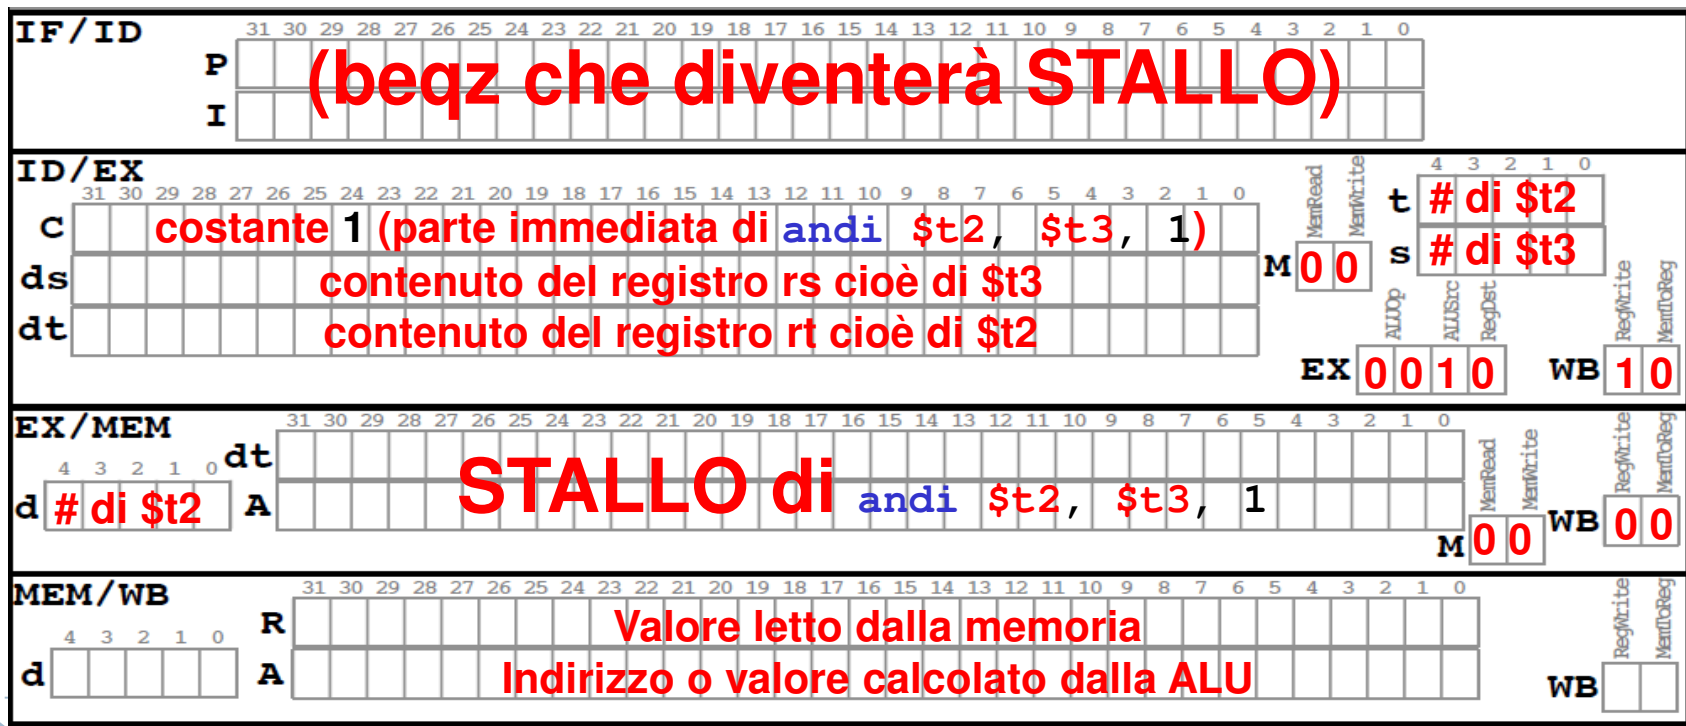 IF/ID
31 30 29 28 27 26 25 24 23 22 21 20 19 18 17 16 15 14 13 12 11 10 9 8 7 6 5 4 3 2 1 0
P
(beqz che diventerà STALLO)
I
ID/EX
31 30 29 28 27 26 25 24 23 22 21 20 19 18 17 16 15 14 13 12 11 10 9 8 7 6 5 4 3 2 1 0
C costante 1 (parte immediata di andi $t2, $t3, 1)
ds contenuto del registro rs cioè di $t3
dt contenuto del registro rt cioè di $t2
MemRead MemWrite
M 0 0
4 3 2 1 0
t # di $t2
s # di $t3
ALUOp ALUSrc RegDst
EX 0 0 1 0
RegWrite MemToReg
WB 1 0
EX/MEM
31 30 29 28 27 26 25 24 23 22 21 20 19 18 17 16 15 14 13 12 11 10 9 8 7 6 5 4 3 2 1 0
dt
4 3 2 1 0
d # di $t2
A STALLO di andi $t2, $t3, 1
MemRead MemWrite
M 0 0
RegWrite MemToReg
WB 0 0
MEM/WB
31 30 29 28 27 26 25 24 23 22 21 20 19 18 17 16 15 14 13 12 11 10 9 8 7 6 5 4 3 2 1 0
R Valore letto dalla memoria
4 3 2 1 0
d
A Indirizzo o valore calcolato dalla ALU
RegWrite MemToReg
WB